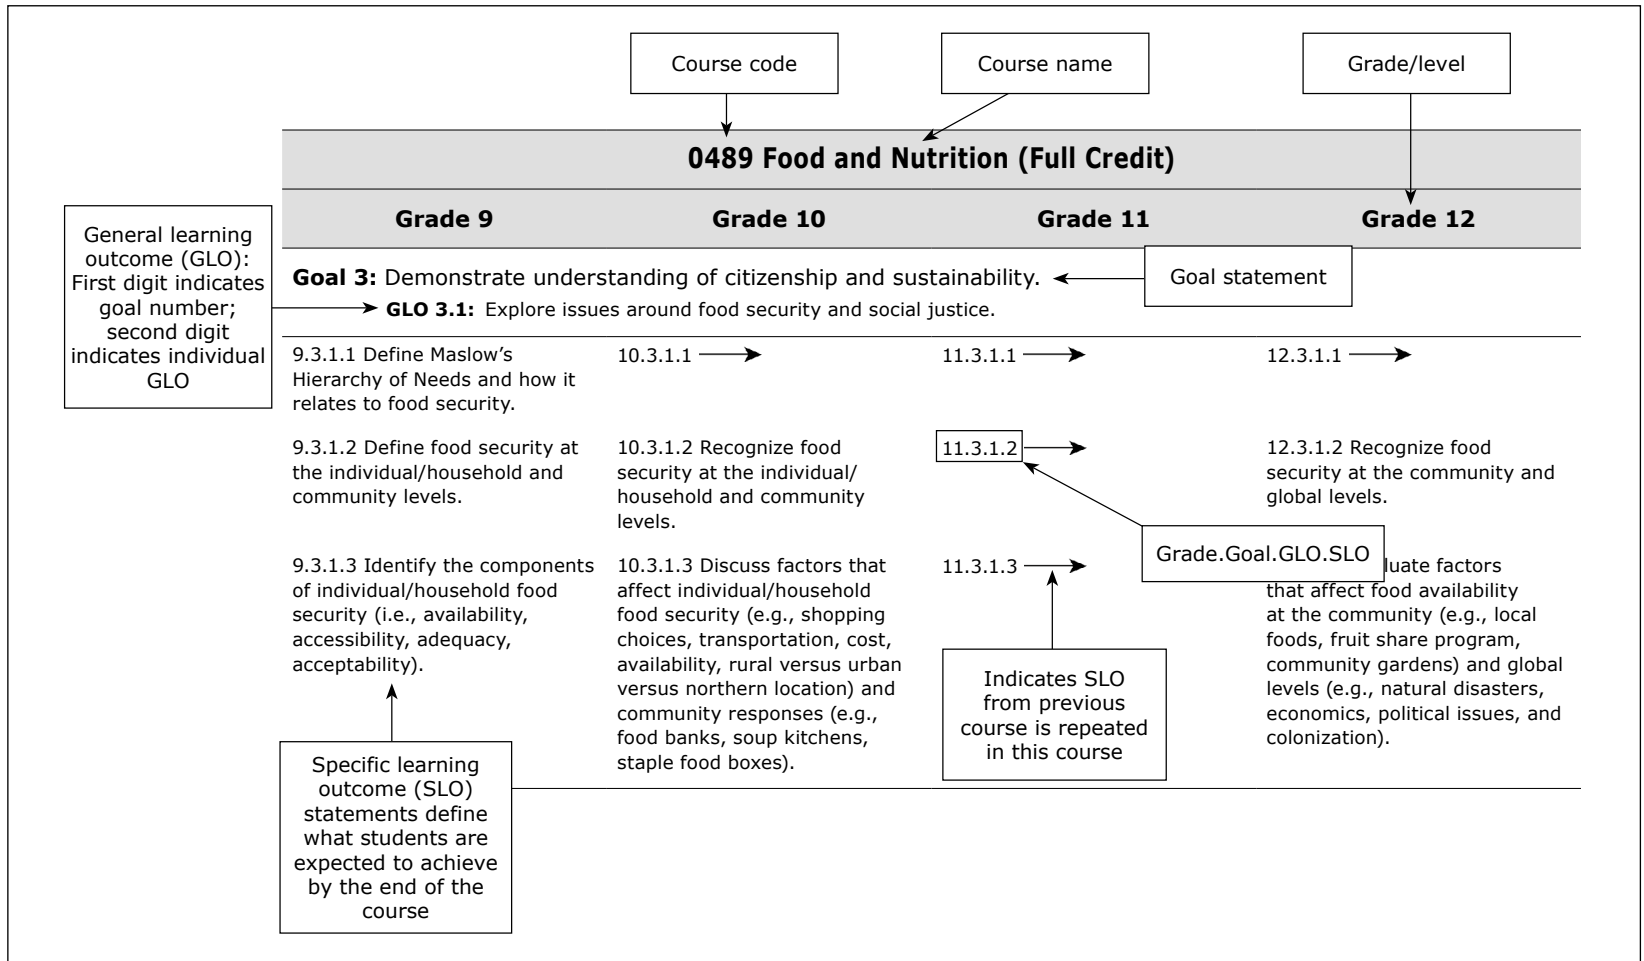 Course code
Course name
Grade/level
0489 Food and Nutrition (Full Credit)
Grade 9
Grade 10
Grade 11
Grade 12
General learning
outcome (GLO):
First digit indicates
goal number;
second digit
indicates individual
GLO
Goal 3: Demonstrate understanding of citizenship and sustainability.
Goal statement
GLO 3.1: Explore issues around food security and social justice.
9.3.1.1 Define Maslow’s
Hierarchy of Needs and how it
relates to food security.
10.3.1.1
11.3.1.1
12.3.1.1
9.3.1.2 Define food security at
the individual/household and
community levels.
10.3.1.2 Recognize food
security at the individual/
household and community
levels.
11.3.1.2
12.3.1.2 Recognize food
security at the community and
global levels.
Grade.Goal.GLO.SLO
9.3.1.3 Identify the components
of individual/household food
security (i.e., availability,
accessibility, adequacy,
acceptability).
10.3.1.3 Discuss factors that
affect individual/household
food security (e.g., shopping
choices, transportation, cost,
availability, rural versus urban
versus northern location) and
community responses (e.g.,
food banks, soup kitchens,
staple food boxes).
11.3.1.3
factors
that affect food availability
at the community (e.g., local
foods, fruit share program,
community gardens) and global
levels (e.g., natural disasters,
economics, political issues, and
colonization).
Indicates SLO
from previous
course is repeated
in this course
Specific learning
outcome (SLO)
statements define
what students are
expected to achieve
by the end of the
course